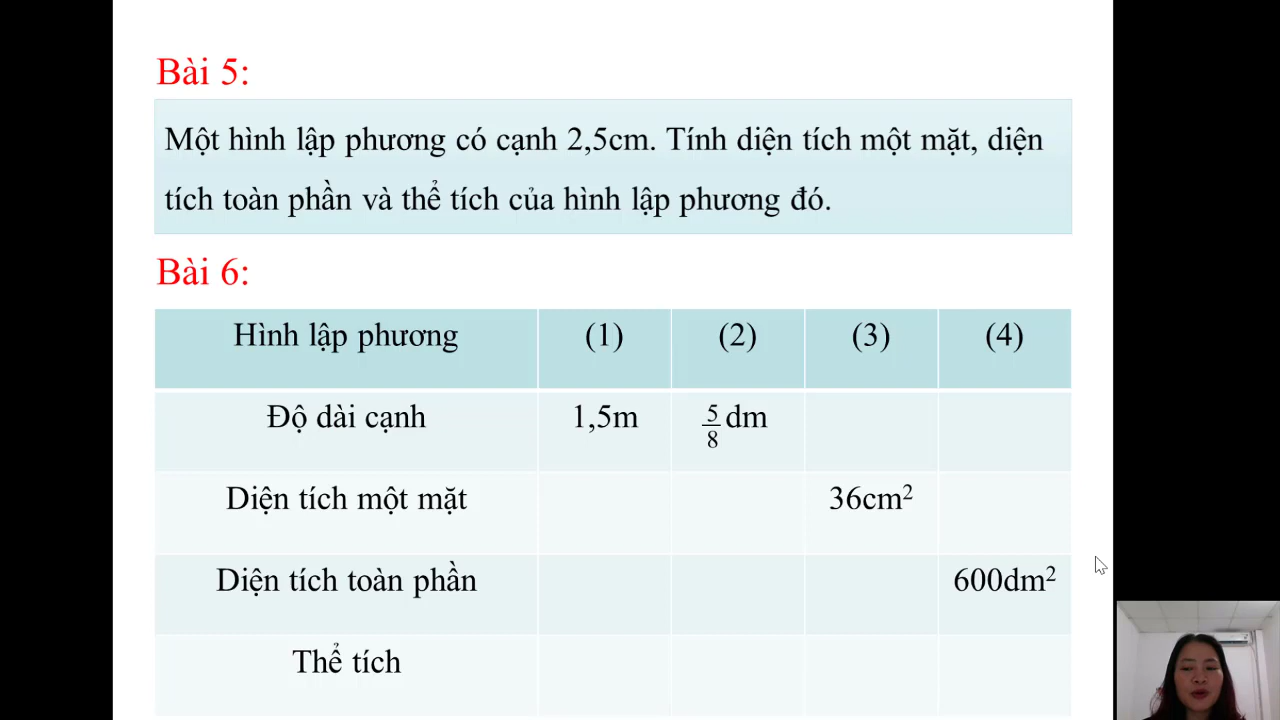 Bài 5:
Một hình lập phương có cạnh 2,5cm. Tính diện tích một mặt, diện
tích toàn phần và thể tích của hình lập phương đó.
Bài 6:
Hình lập phương (1) (2) (3) (4)
Độ dài cạnh 1,5m 5/8 dm
Diện tích một mặt 36cm²
Diện tích toàn phần 600dm²
Thể tích